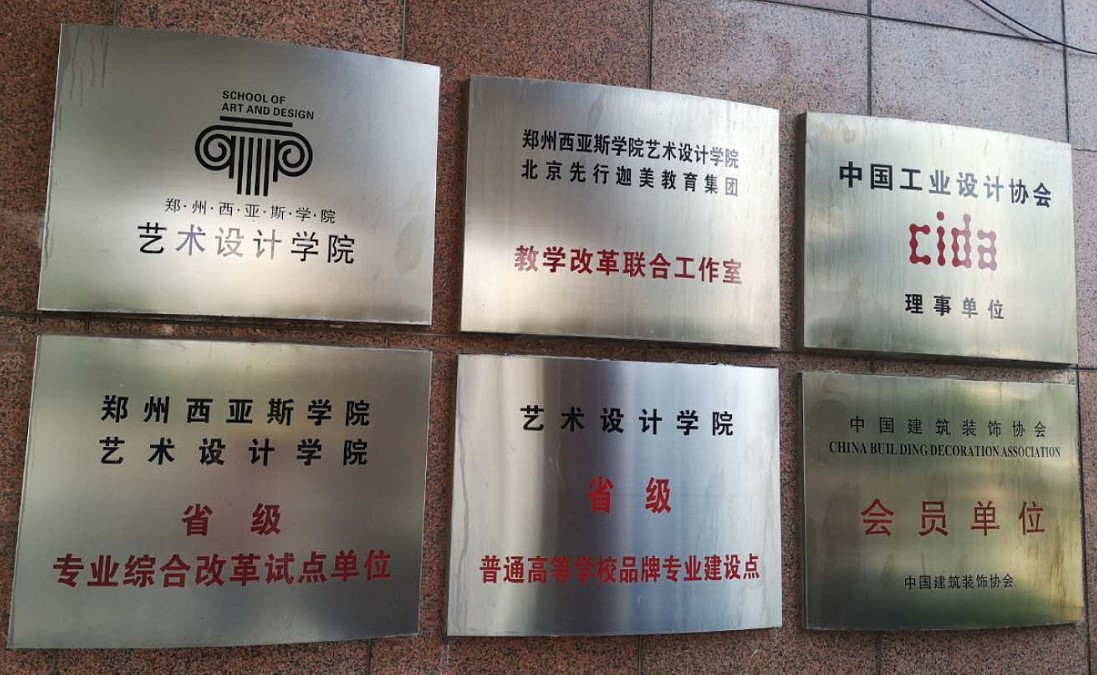 SCHOOL OF
ART AND DESIGN
郑·州·西·亚·斯·学·院
艺术设计学院
郑州西亚斯学院艺术设计学院
北京先行迦美教育集团
教学改革联合工作室
中国工业设计协会
cida
理事单位
郑州西亚斯学院
艺术设计学院
省级
专业综合改革试点单位
艺术设计学院
省级
普通高等学校品牌专业建设点
中国建筑装饰协会
CHINA BUILDING DECORATION ASSOCIATION
会员单位
中国建筑装饰协会